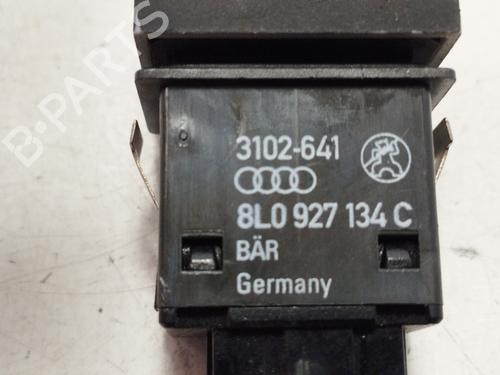 B-PARTS
3102-641
8L0 927 134 C
BÄR
Germany